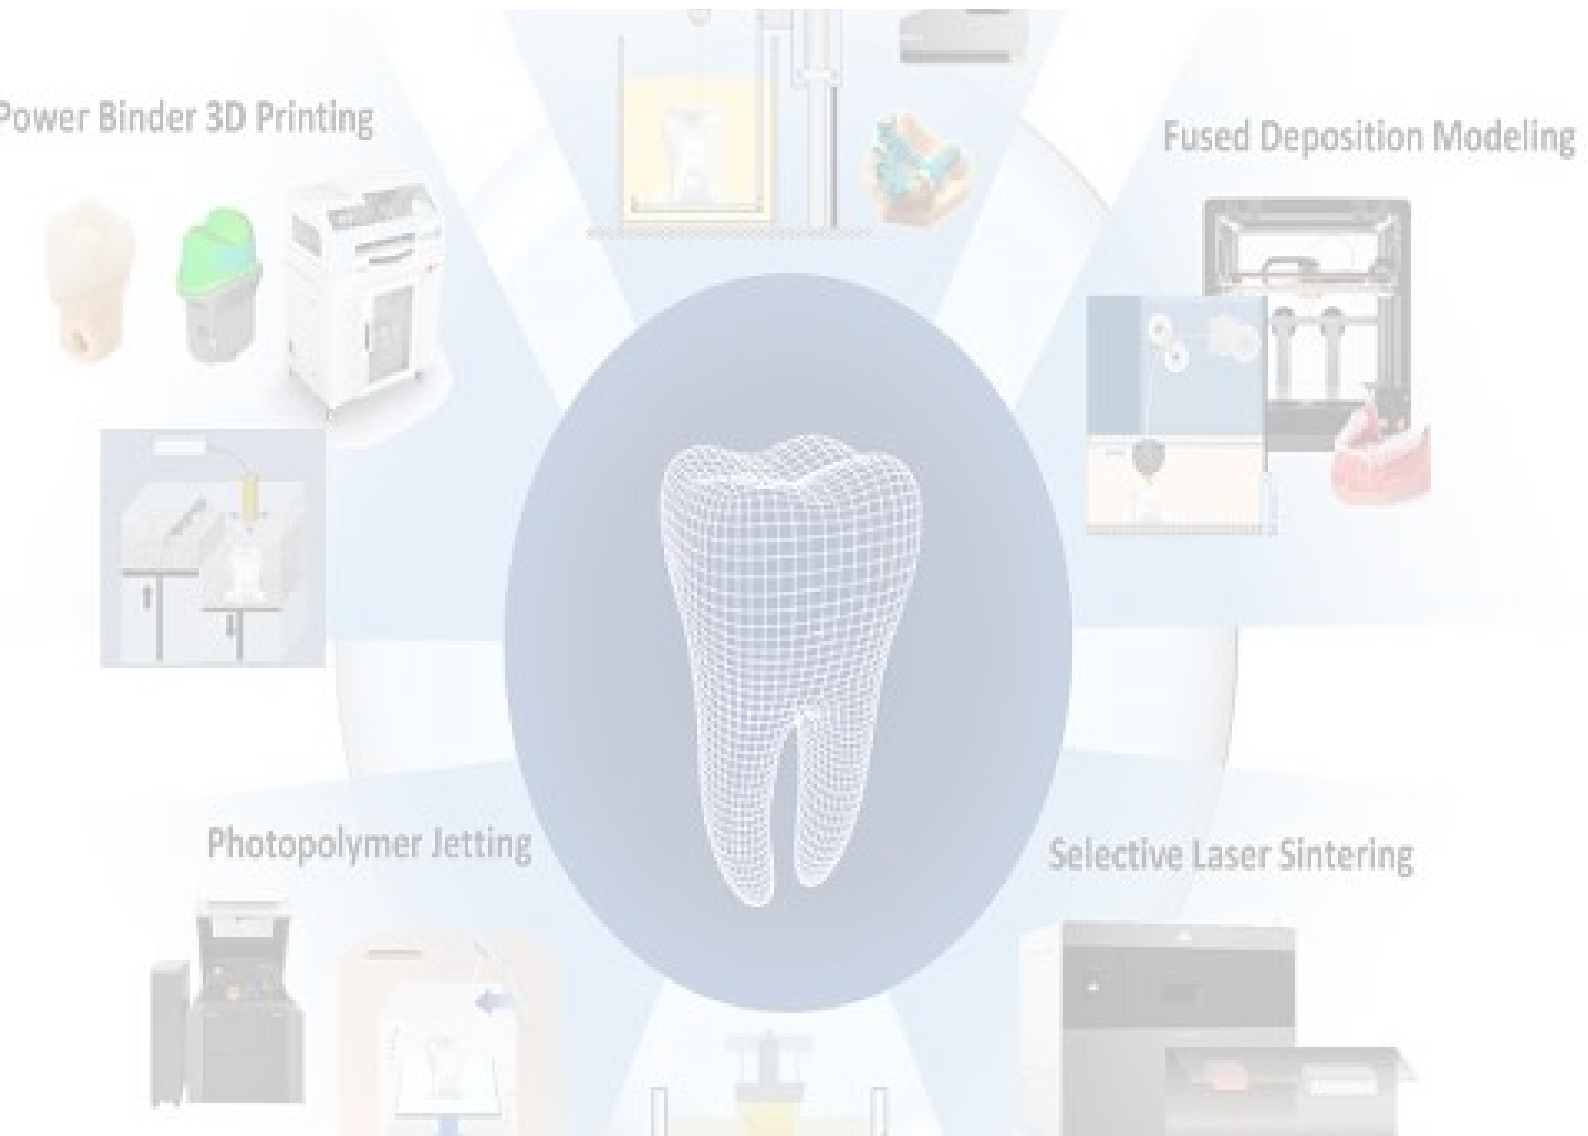 Power Binder 3D Printing
Fused Deposition Modeling
Photopolymer Jetting
Selective Laser Sintering